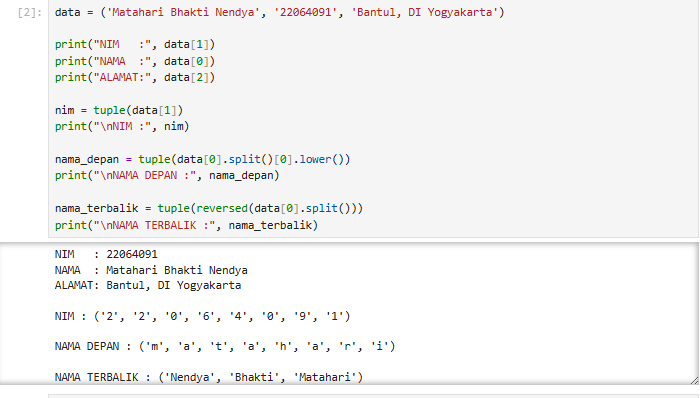 [2]: data = ('Matahari Bhakti Nendya', '22064091', 'Bantul, DI Yogyakarta')
print("NIM   :", data[1])
print("NAMA  :", data[0])
print("ALAMAT:", data[2])
nim = tuple(data[1])
print("\nNIM :", nim)
nama_depan = tuple(data[0].split()[0].lower())
print("\nNAMA DEPAN :", nama_depan)
nama_terbalik = tuple(reversed(data[0].split()))
print("\nNAMA TERBALIK :", nama_terbalik)
NIM   : 22064091
NAMA  : Matahari Bhakti Nendya
ALAMAT: Bantul, DI Yogyakarta
NIM : ('2', '2', '0', '6', '4', '0', '9', '1')
NAMA DEPAN : ('m', 'a', 't', 'a', 'h', 'a', 'r', 'i')
NAMA TERBALIK : ('Nendya', 'Bhakti', 'Matahari')